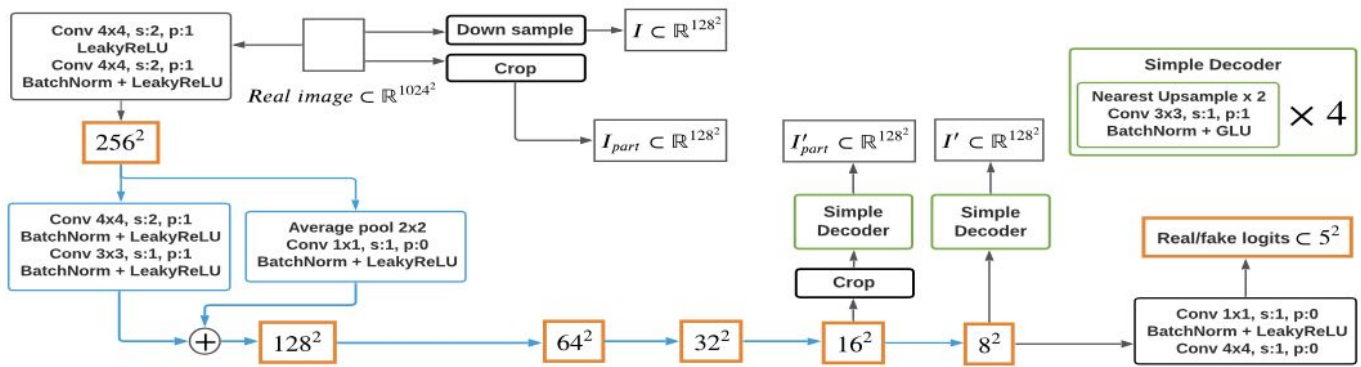 Conv 4x4, s:2, p:1
LeakyReLU
Conv 4x4, s:2, p:1
BatchNorm + LeakyReLU
Real image ⊂ ℝ^1024²
Down sample
I ⊂ ℝ^128²
Crop
I_part ⊂ ℝ^128²
256²
Conv 4x4, s:2, p:1
BatchNorm + LeakyReLU
Conv 3x3, s:1, p:1
BatchNorm + LeakyReLU
Average pool 2x2
Conv 1x1, s:1, p:0
BatchNorm + LeakyReLU
+
128²
64²
32²
16²
8²
Crop
Simple
Decoder
I'_part ⊂ ℝ^128²
Simple
Decoder
I' ⊂ ℝ^128²
Simple Decoder
Nearest Upsample x 2
Conv 3x3, s:1, p:1
BatchNorm + GLU
× 4
Real/fake logits ⊂ 5²
Conv 1x1, s:1, p:0
BatchNorm + LeakyReLU
Conv 4x4, s:1, p:0